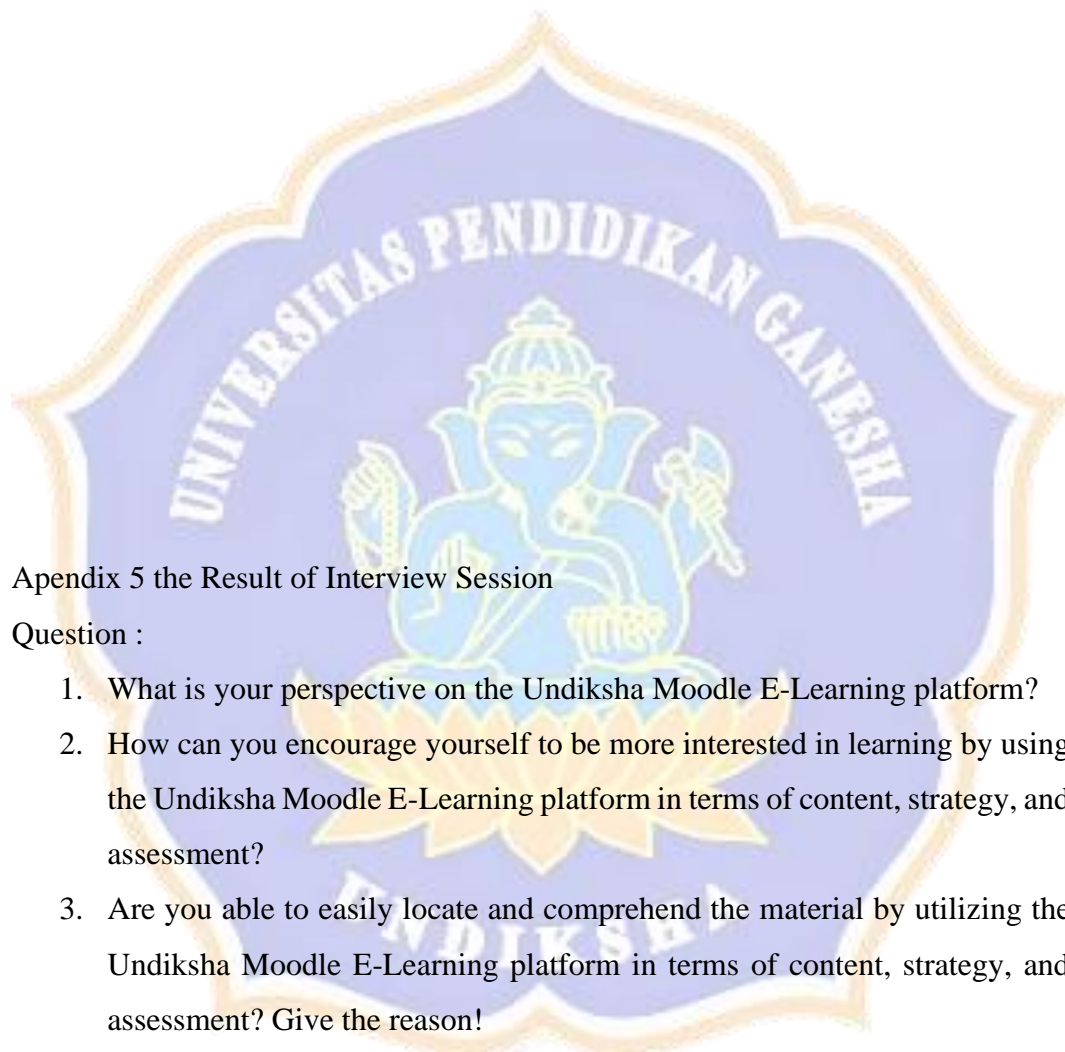 UNIVERSITAS PENDIDIKAN GANESHA
Apendix 5 the Result of Interview Session
Question :
1. What is your perspective on the Undiksha Moodle E-Learning platform?
2. How can you encourage yourself to be more interested in learning by using
the Undiksha Moodle E-Learning platform in terms of content, strategy, and
assessment?
3. Are you able to easily locate and comprehend the material by utilizing the
Undiksha Moodle E-Learning platform in terms of content, strategy, and
assessment? Give the reason!
UNDIKSHA